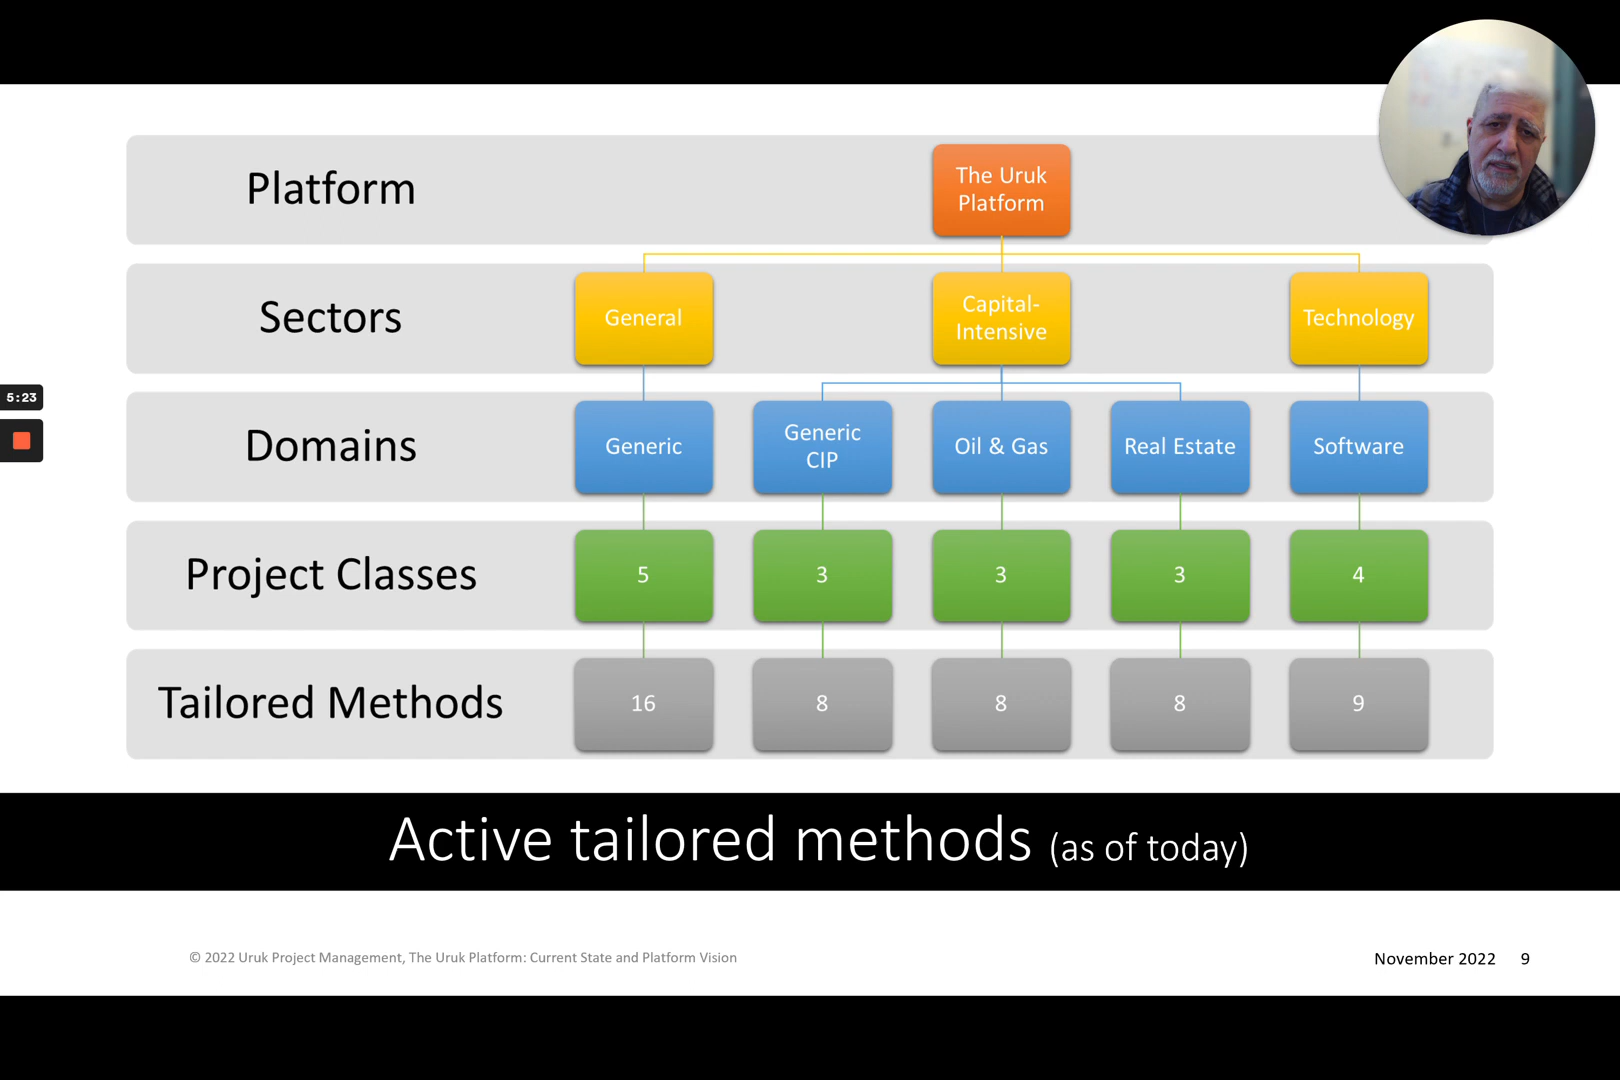 Platform
The Uruk
Platform
Sectors
General
Capital-
Intensive
Technology
5:23
Domains
Generic
Generic
CIP
Oil & Gas
Real Estate
Software
Project Classes
5
3
3
3
4
Tailored Methods
16
8
8
8
9
Active tailored methods (as of today)
© 2022 Uruk Project Management, The Uruk Platform: Current State and Platform Vision
November 2022 9